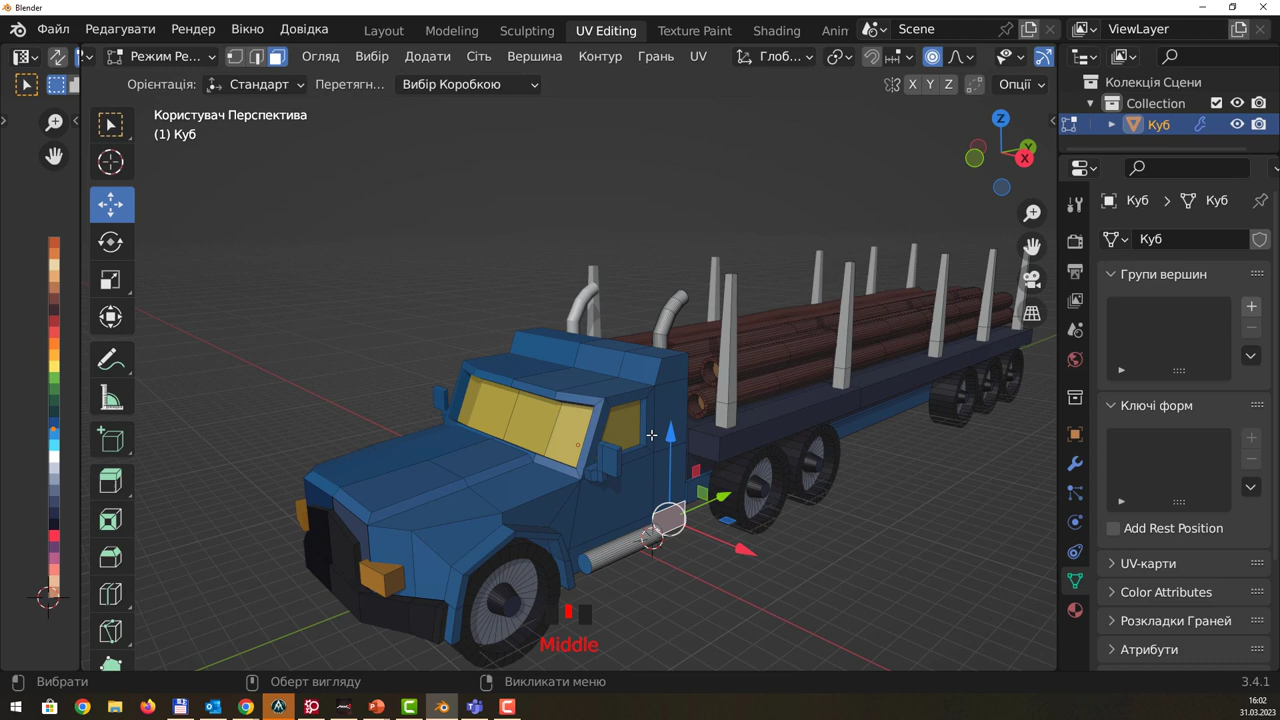 Blender
Файл Редагувати Рендер Вікно Довідка Layout Modeling Sculpting UV Editing Texture Paint Shading Anim Scene ViewLayer
Режим Ре... Огляд Вибір Додати Сіть Вершина Контур Грань UV Глоб...
Орієнтація: Стандарт Перетягн... Вибір Коробкою X Y Z Опції
Колекція Сцени
Collection
Куб
Користувач Перспектива
(1) Куб
Z
Y
X
Куб Куб
Куб
Групи вершин
Ключі форм
Add Rest Position
UV-карти
Color Attributes
Розкладки Граней
Атрибути
Middle
Вибрати Оберт вигляду Викликати меню 3.4.1
16:02
31.03.2023